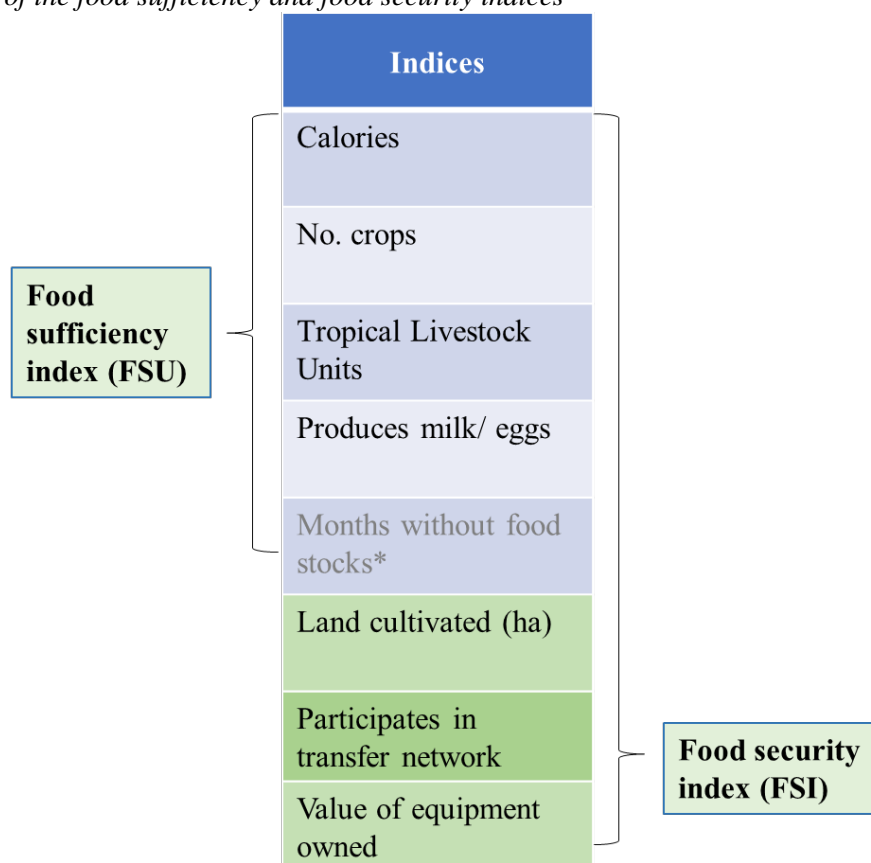 of the food sufficiency and food security indices
Indices
Calories
No. crops
Food
sufficiency
index (FSU)
Tropical Livestock
Units
Produces milk/ eggs
Months without food
stocks*
Land cultivated (ha)
Participates in
transfer network
Food security
index (FSI)
Value of equipment
owned